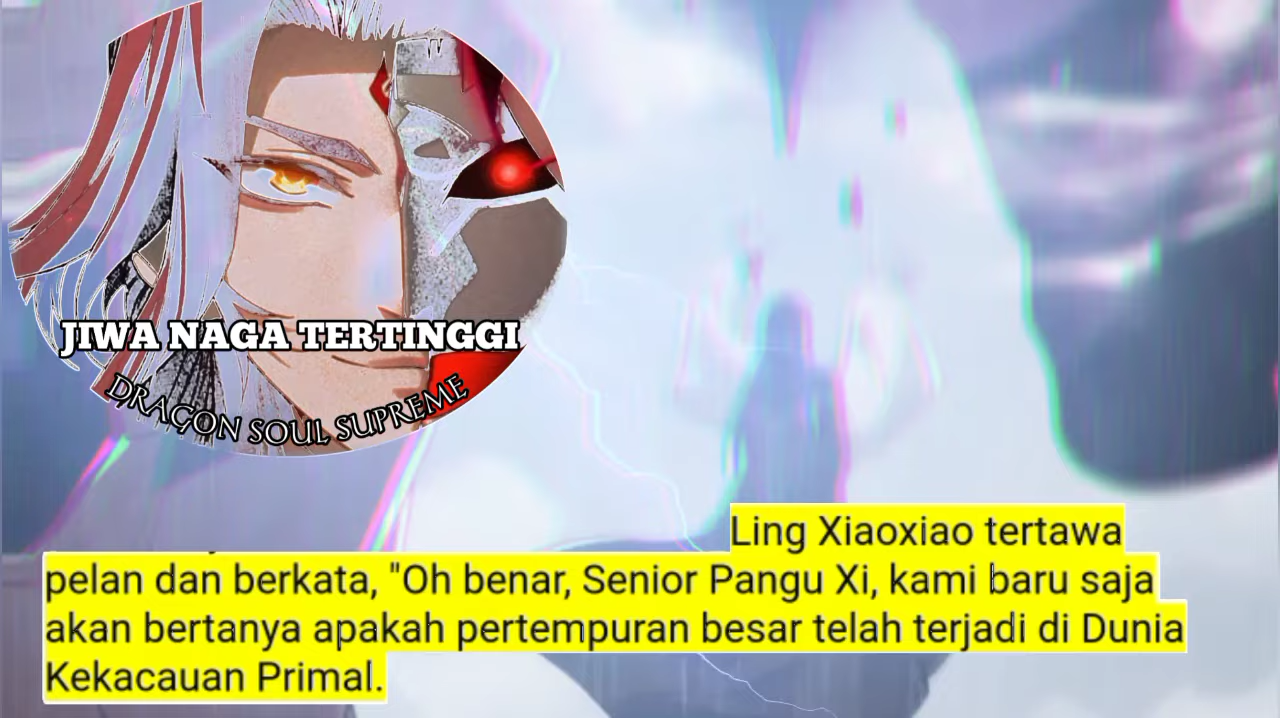 JIWA NAGA TERTINGGI
DRAGON SOUL SUPREME
Ling Xiaoxiao tertawa
pelan dan berkata, "Oh benar, Senior Pangu Xi, kami baru saja
akan bertanya apakah pertempuran besar telah terjadi di Dunia
Kekacauan Primal.